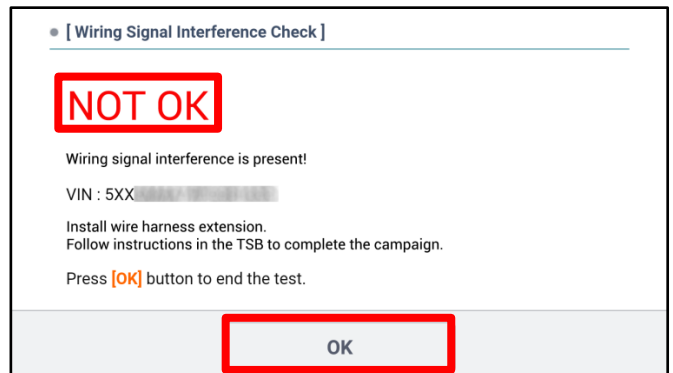 [ Wiring Signal Interference Check ]
NOT OK
Wiring signal interference is present!
VIN : 5XX
Install wire harness extension.
Follow instructions in the TSB to complete the campaign.
Press [OK] button to end the test.
OK